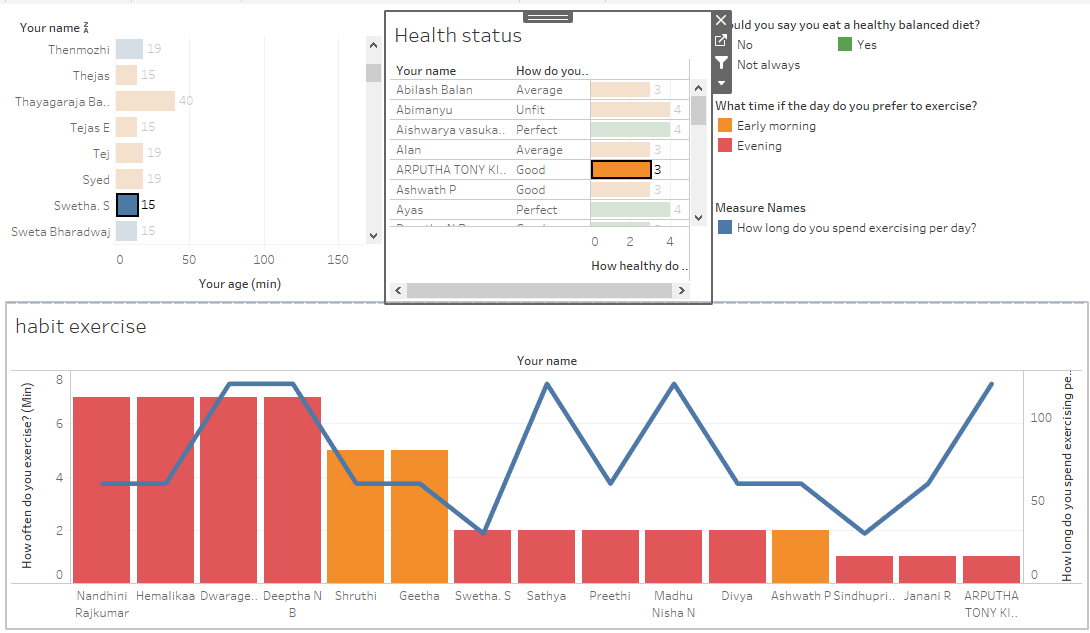 Your name
Thenmozhi 19
Thejas 15
Thayagaraja Ba.. 40
Tejas E 15
Tej 19
Syed 19
Swetha. S 15
Sweta Bharadwaj 15
0 50 100 150
Your age (min)
Health status
Your name How do you..
Abilash Balan Average 3
Abimanyu Unfit 4
Aishwarya vasuka.. Perfect 4
Alan Average 3
ARPUTHA TONY KI.. Good 3
Ashwath P Good 3
Ayas Perfect 4
0 2 4
How healthy do ..
ould you say you eat a healthy balanced diet?
No Yes
Not always
What time if the day do you prefer to exercise?
Early morning
Evening
Measure Names
How long do you spend exercising per day?
habit exercise
Your name
How often do you exercise? (Min)
8
6
4
2
0
100
50
0
How long do you spend exercising pe..
Nandhini Rajkumar
Hemalikaa
Dwarage..
Deeptha N B
Shruthi
Geetha
Swetha. S
Sathya
Preethi
Madhu Nisha N
Divya
Ashwath P
Sindhupri..
Janani R
ARPUTHA TONY KI..